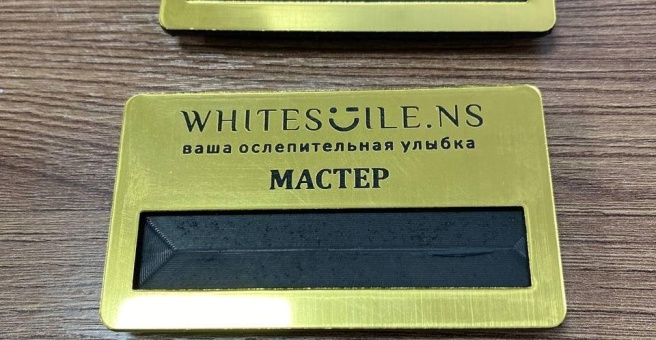 WHITESMILE.NS
ваша ослепительная улыбка
МАСТЕР